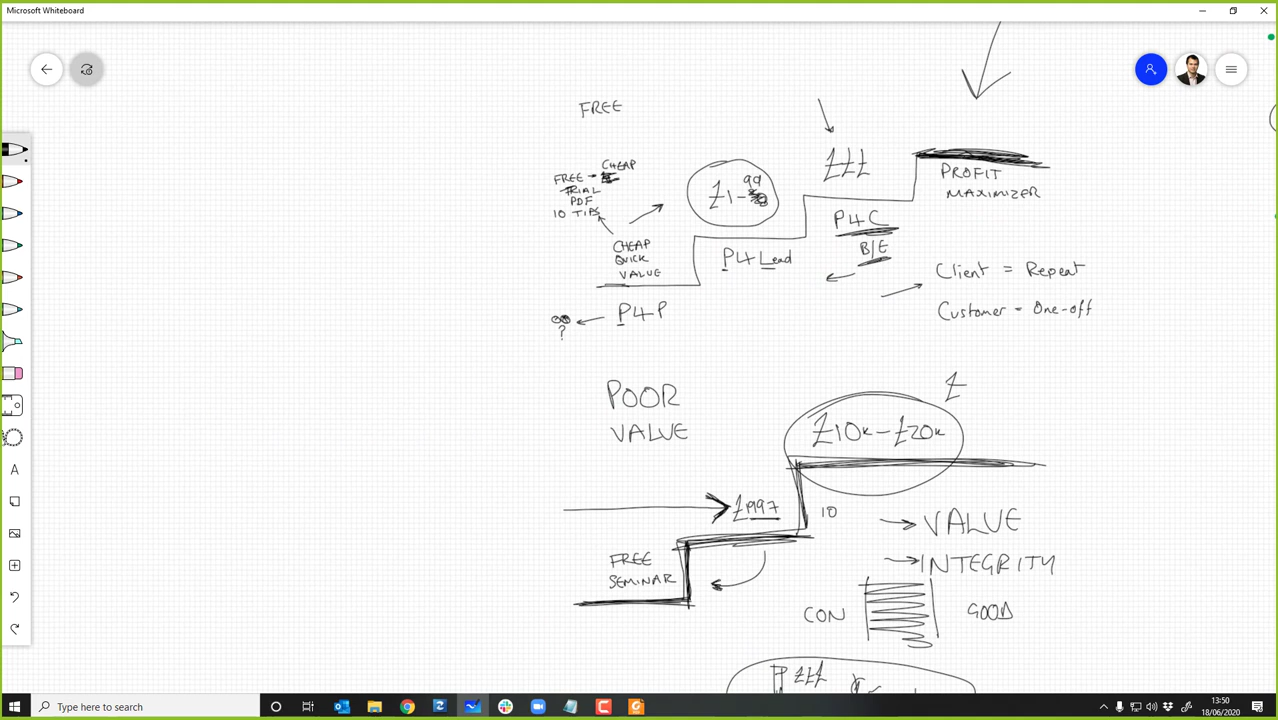 Microsoft Whiteboard
FREE
CHEAP
FREE -
TRIAL
PDF
10 TIPS
£1-99
£££
PROFIT
MAXIMIZER
CHEAP
QUICK
VALUE
P4Lead
P4C
B/E
Client = Repeat
Customer = One-off
P4P
?
POOR
VALUE
£
£10k-£20k
£1997
10
VALUE
INTEGRITY
FREE
SEMINAR
CON
GOOD
£££
A
Type here to search
13:50
18/06/2020